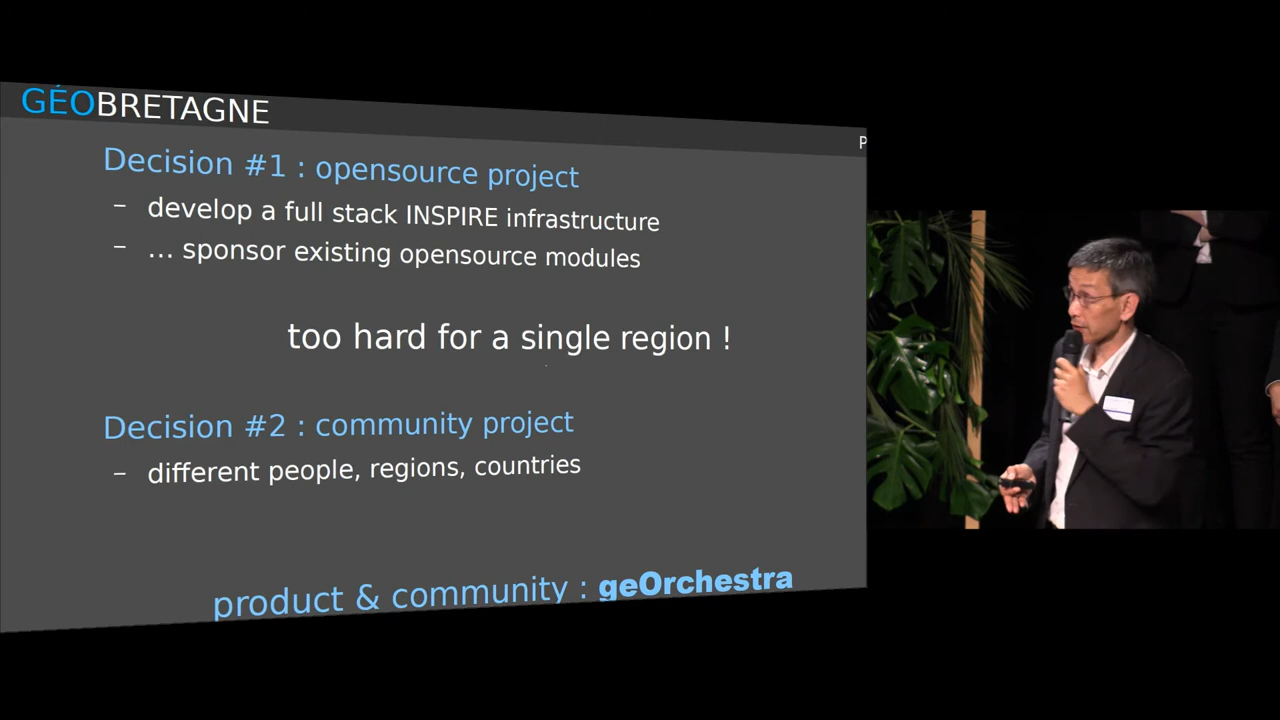 GÉOBRETAGNE
P
Decision #1 : opensource project
– develop a full stack INSPIRE infrastructure
– … sponsor existing opensource modules
too hard for a single region !
Decision #2 : community project
– different people, regions, countries
product & community : geOrchestra